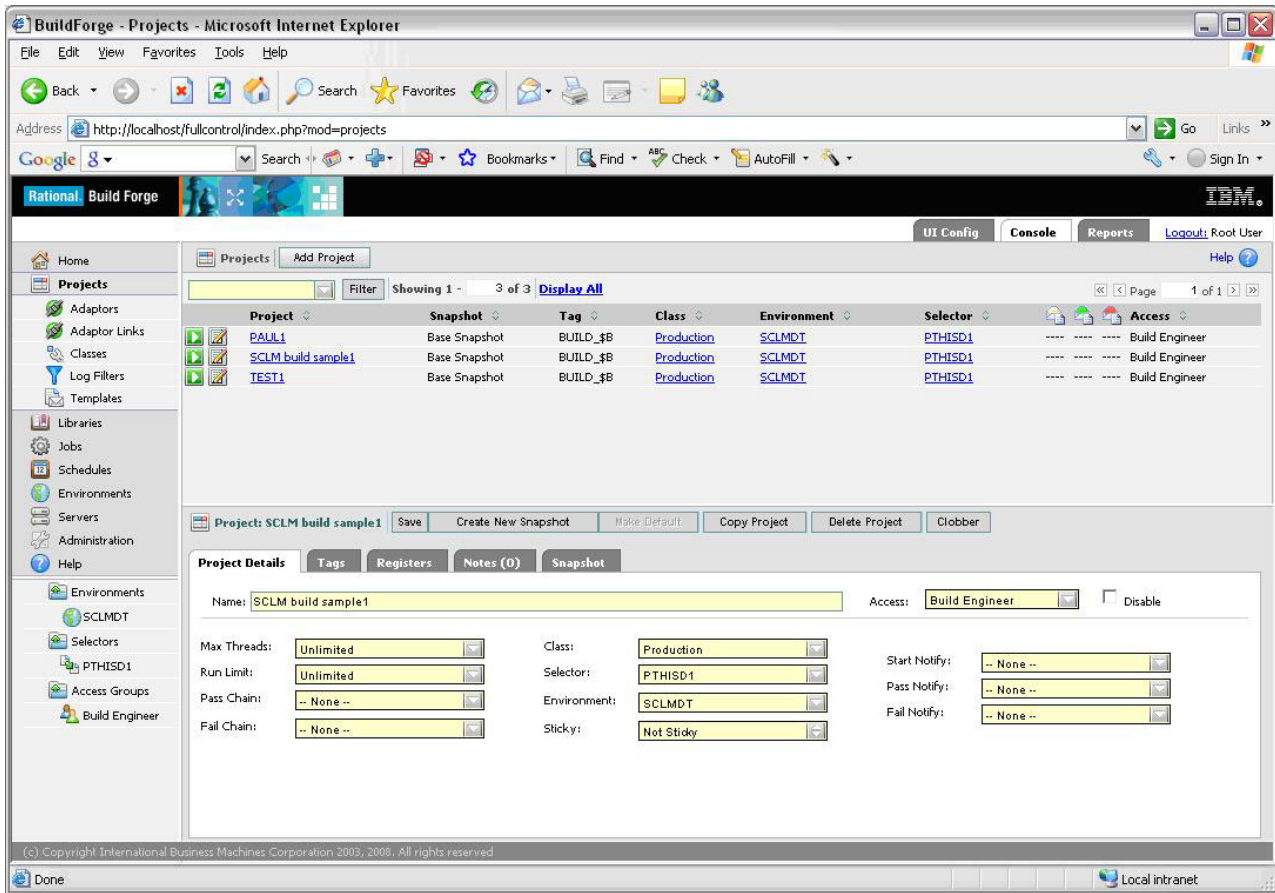 BuildForge - Projects - Microsoft Internet Explorer
File Edit View Favorites Tools Help
Back Search Favorites
Address http://localhost/fullcontrol/index.php?mod=projects Go Links »
Google Search Bookmarks Find Check AutoFill Sign In
Rational. Build Forge IBM.
UI Config Console Reports Logout: Root User
Home
Projects
Adaptors
Adaptor Links
Classes
Log Filters
Templates
Libraries
Jobs
Schedules
Environments
Servers
Administration
Help
Environments
SCLMDT
Selectors
PTHISD1
Access Groups
Build Engineer
Projects Add Project Help
Filter Showing 1 - 3 of 3 Display All Page 1 of 1
Project Snapshot Tag Class Environment Selector Access
PAUL1 Base Snapshot BUILD_$B Production SCLMDT PTHISD1 ---- ---- ---- Build Engineer
SCLM build sample1 Base Snapshot BUILD_$B Production SCLMDT PTHISD1 ---- ---- ---- Build Engineer
TEST1 Base Snapshot BUILD_$B Production SCLMDT PTHISD1 ---- ---- ---- Build Engineer
Project: SCLM build sample1 Save Create New Snapshot Make Default Copy Project Delete Project Clobber
Project Details Tags Registers Notes (0) Snapshot
Name: SCLM build sample1 Access: Build Engineer Disable
Max Threads: Unlimited Class: Production Start Notify: -- None --
Run Limit: Unlimited Selector: PTHISD1 Pass Notify: -- None --
Pass Chain: -- None -- Environment: SCLMDT Fail Notify: -- None --
Fail Chain: -- None -- Sticky: Not Sticky
(c) Copyright International Business Machines Corporation 2003, 2008. All rights reserved
Done Local intranet